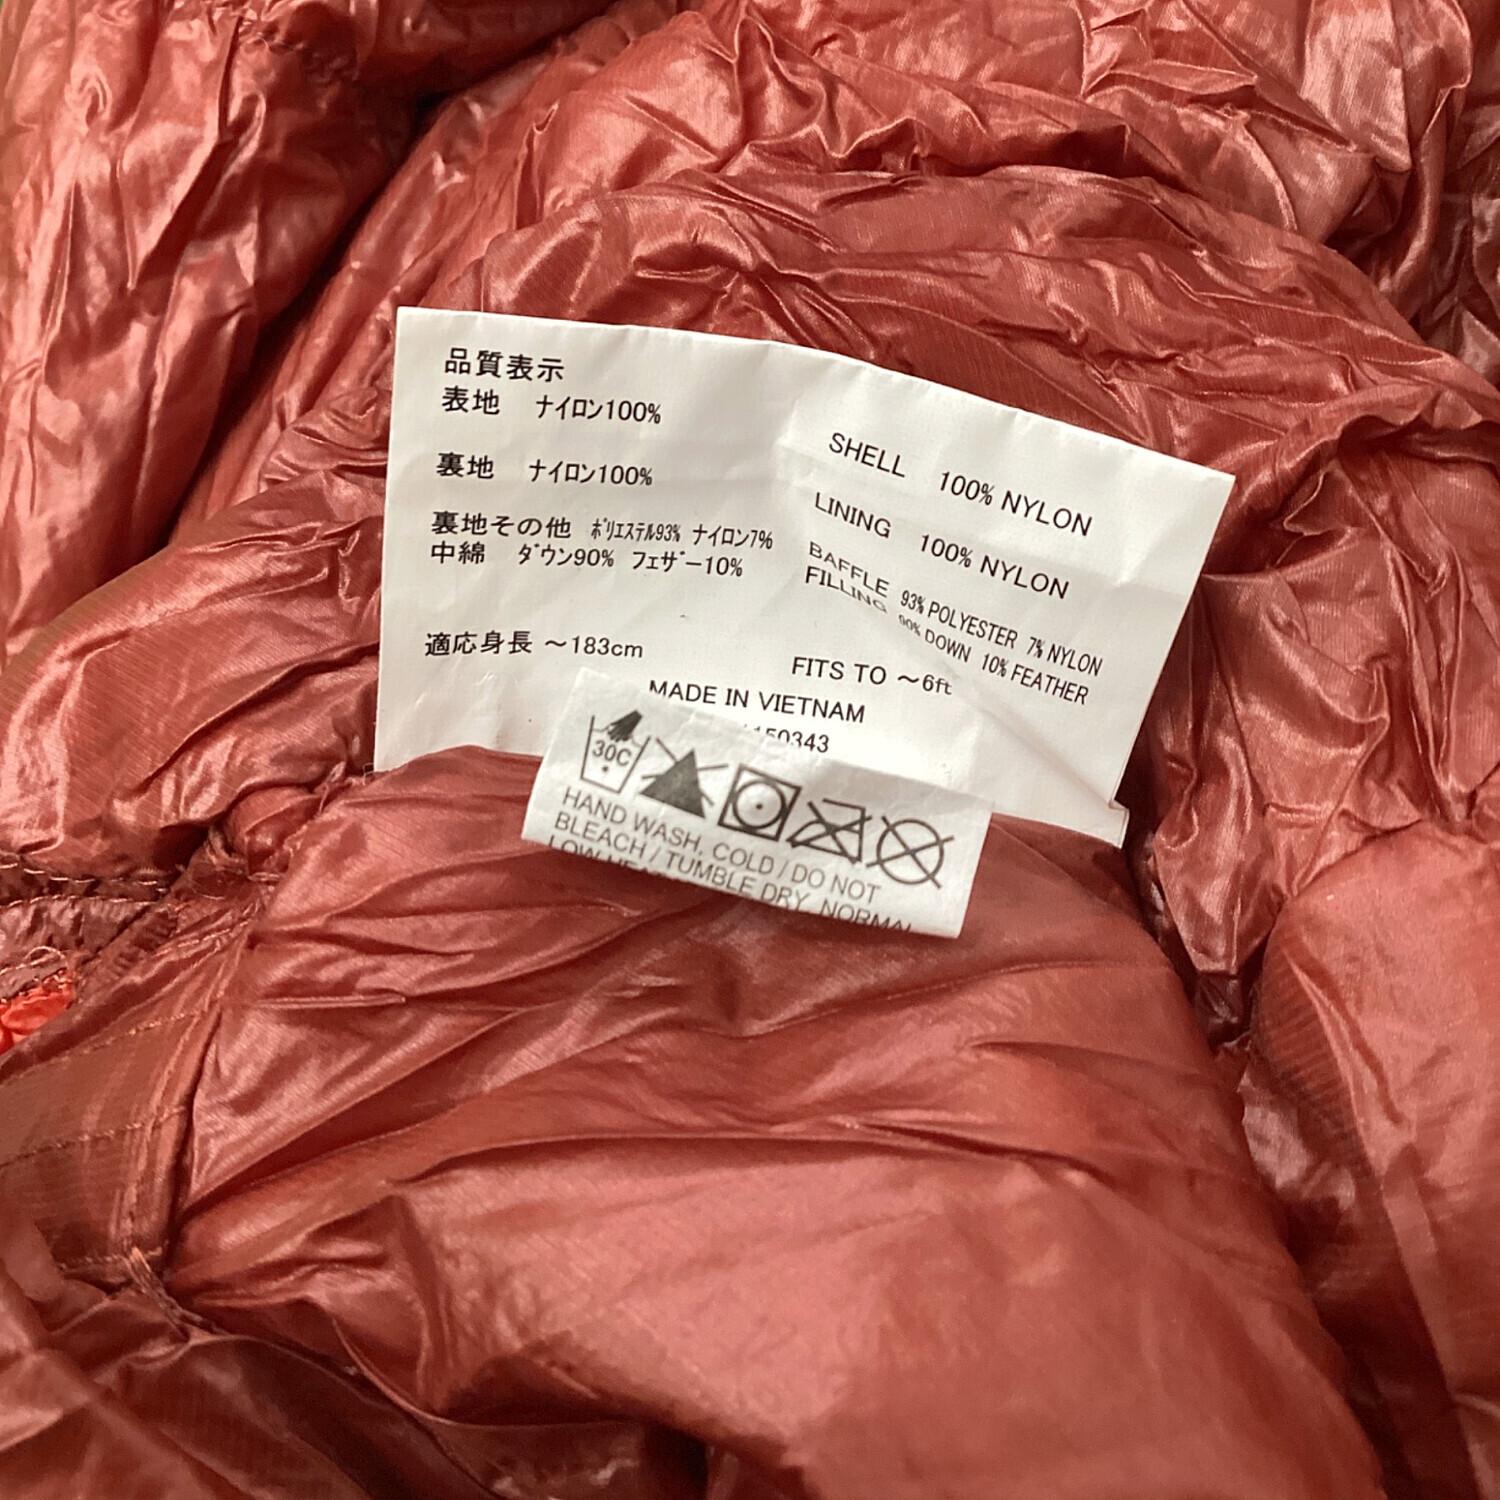 品質表示
表地 ナイロン100%
裏地 ナイロン100%
裏地その他 ポリエステル93% ナイロン7%
中綿 ダウン90% フェザー10%
適応身長 ～183cm
SHELL 100% NYLON
LINING 100% NYLON
BAFFLE 93% POLYESTER 7% NYLON
FILLING 90% DOWN 10% FEATHER
FITS TO ～6ft
MADE IN VIETNAM
150343
30C
HAND WASH, COLD / DO NOT
BLEACH / TUMBLE DRY, NORMAL